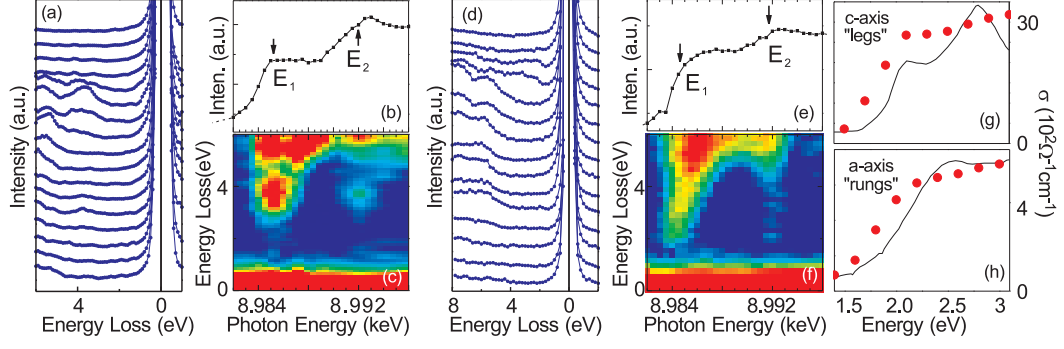 (a)
Intensity (a.u.)
4
0
Energy Loss (eV)
Inten. (a.u.)
E1
E2
(b)
Energy Loss(eV)
4
0
(c)
8.984
8.992
Photon Energy (keV)
(d)
Intensity (a.u.)
8
4
0
Energy Loss (eV)
Inten. (a.u.)
E1
E2
(e)
Energy Loss (eV)
4
0
(f)
8.984
8.992
Photon Energy (keV)
c-axis
"legs"
(g)
30
0
a-axis
"rungs"
(h)
4
0
σ (10²Ω⁻¹cm⁻¹)
1.5
2.0
2.5
3
Energy (eV)